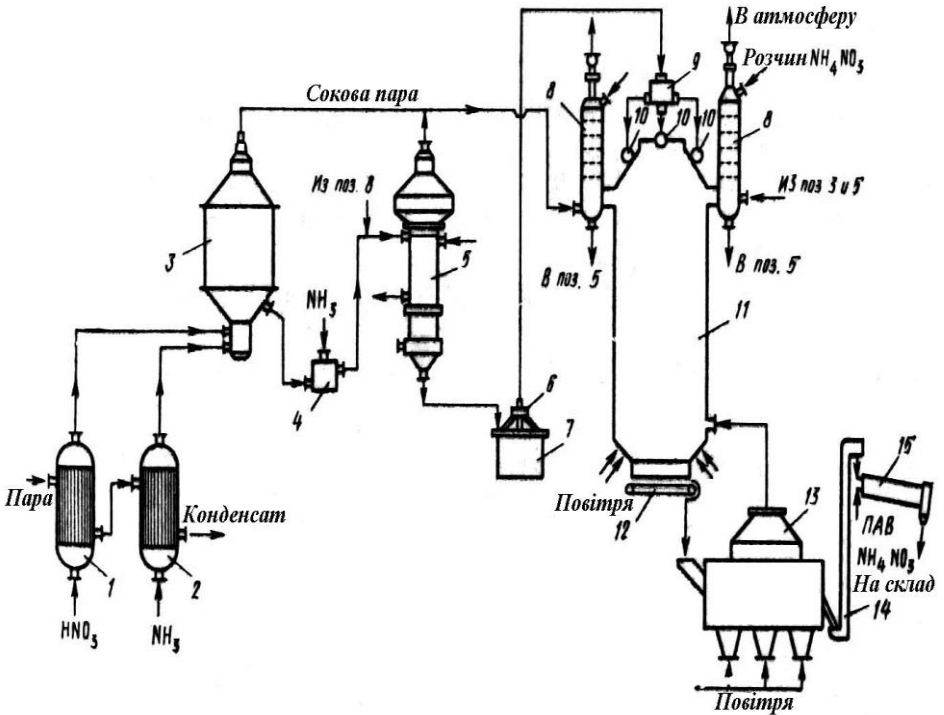 В атмосферу
Розчин NH₄NO₃
9
8
10
10
10
8
Сокова пара
Из поз. 8
ИЗ поз 3 и 5
3
5
В поз. 5
В поз. 5
NH₃
11
4
6
7
15
Пара
Конденсат
Повітря
12
13
ПАВ
NH₄NO₃
На склад
1
2
14
HNO₃
NH₃
Повітря